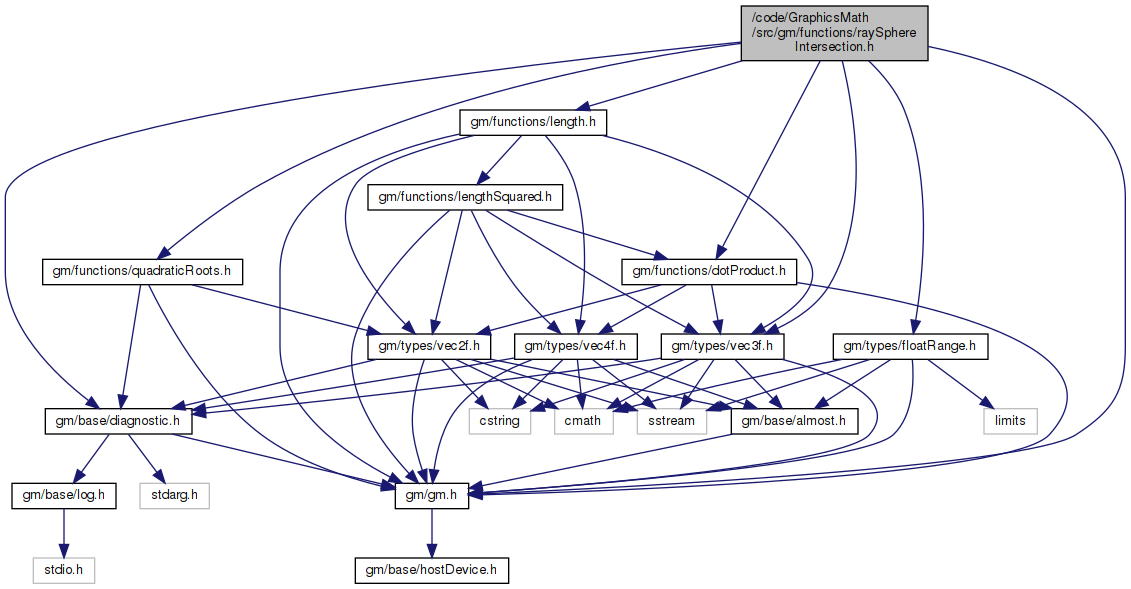 /code/GraphicsMath
/src/gm/functions/raySphere
Intersection.h
gm/functions/length.h
gm/functions/lengthSquared.h
gm/functions/quadraticRoots.h
gm/functions/dotProduct.h
gm/types/vec2f.h
gm/types/vec4f.h
gm/types/vec3f.h
gm/types/floatRange.h
gm/base/diagnostic.h
cstring
cmath
sstream
gm/base/almost.h
limits
gm/base/log.h
stdarg.h
gm/gm.h
stdio.h
gm/base/hostDevice.h